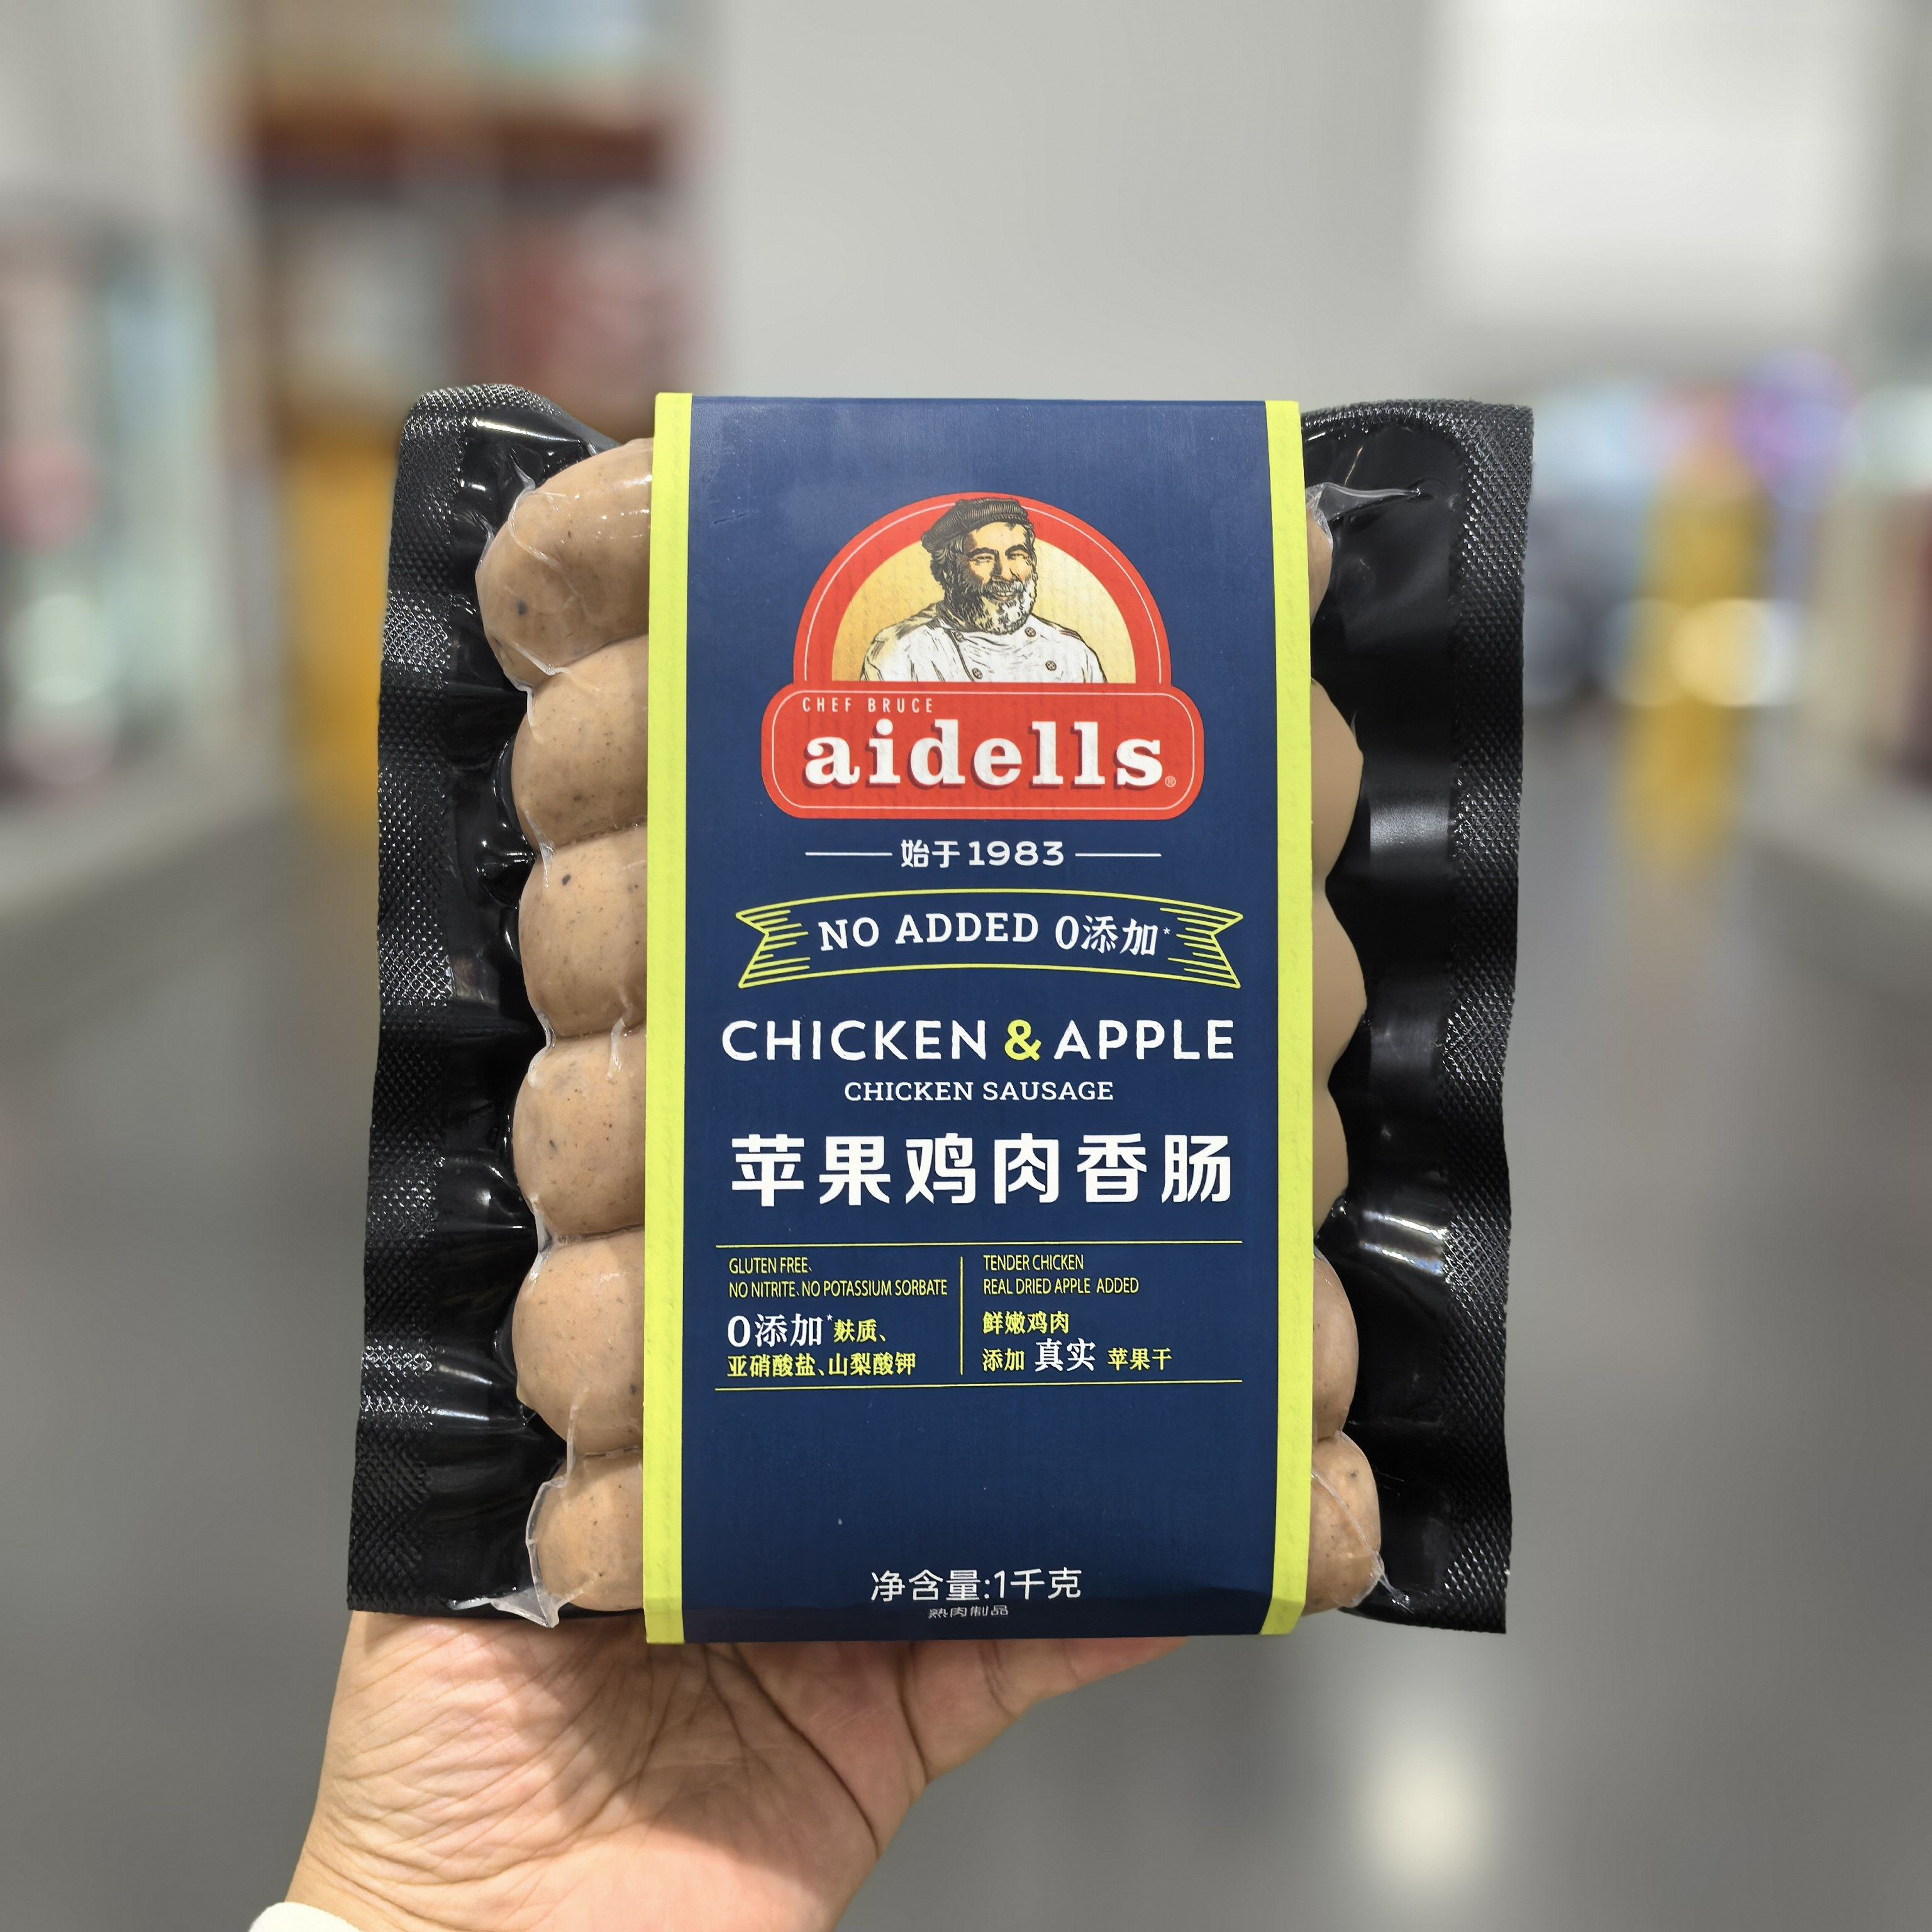 CHEF BRUCE
aidells®
始于1983
NO ADDED 0添加*
CHICKEN & APPLE
CHICKEN SAUSAGE
苹果鸡肉香肠
GLUTEN FREE、
NO NITRITE、NO POTASSIUM SORBATE
0添加*麸质、
亚硝酸盐、山梨酸钾
TENDER CHICKEN
REAL DRIED APPLE ADDED
鲜嫩鸡肉
添加 真实 苹果干
净含量:1千克
熟肉制品